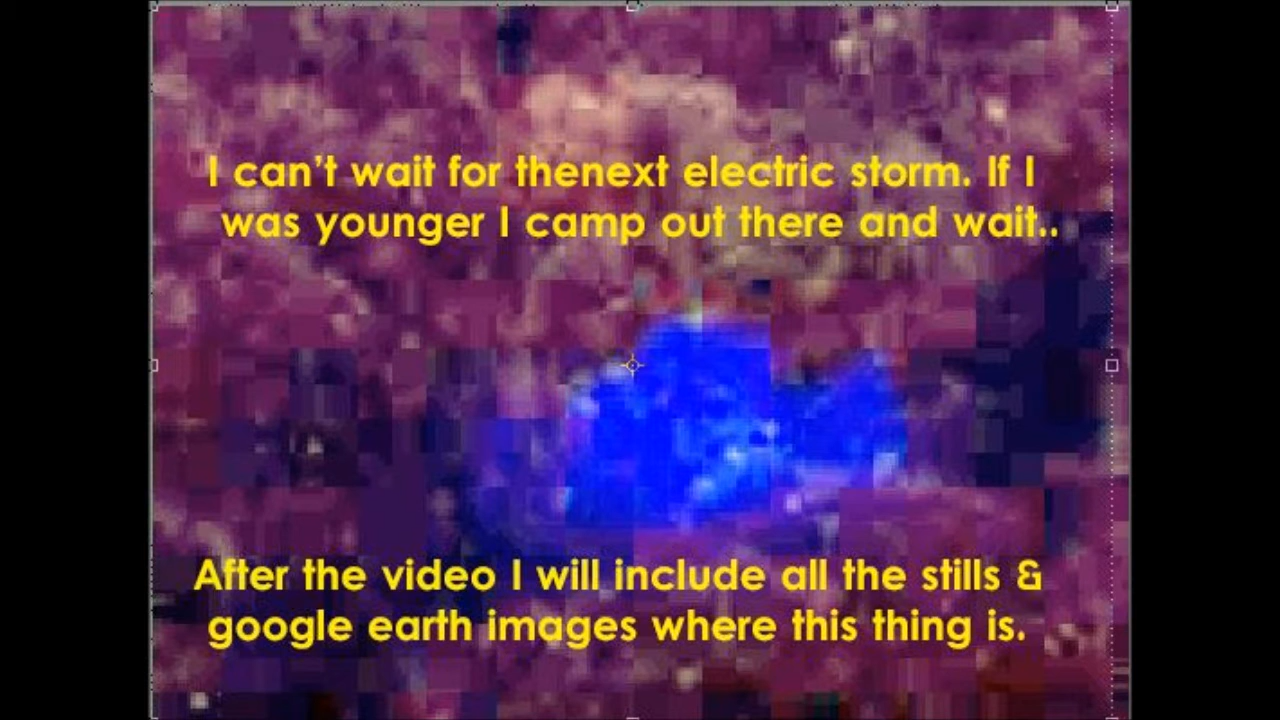 I can't wait for thenext electric storm. If I
was younger I camp out there and wait..
After the video I will include all the stills &
google earth images where this thing is.